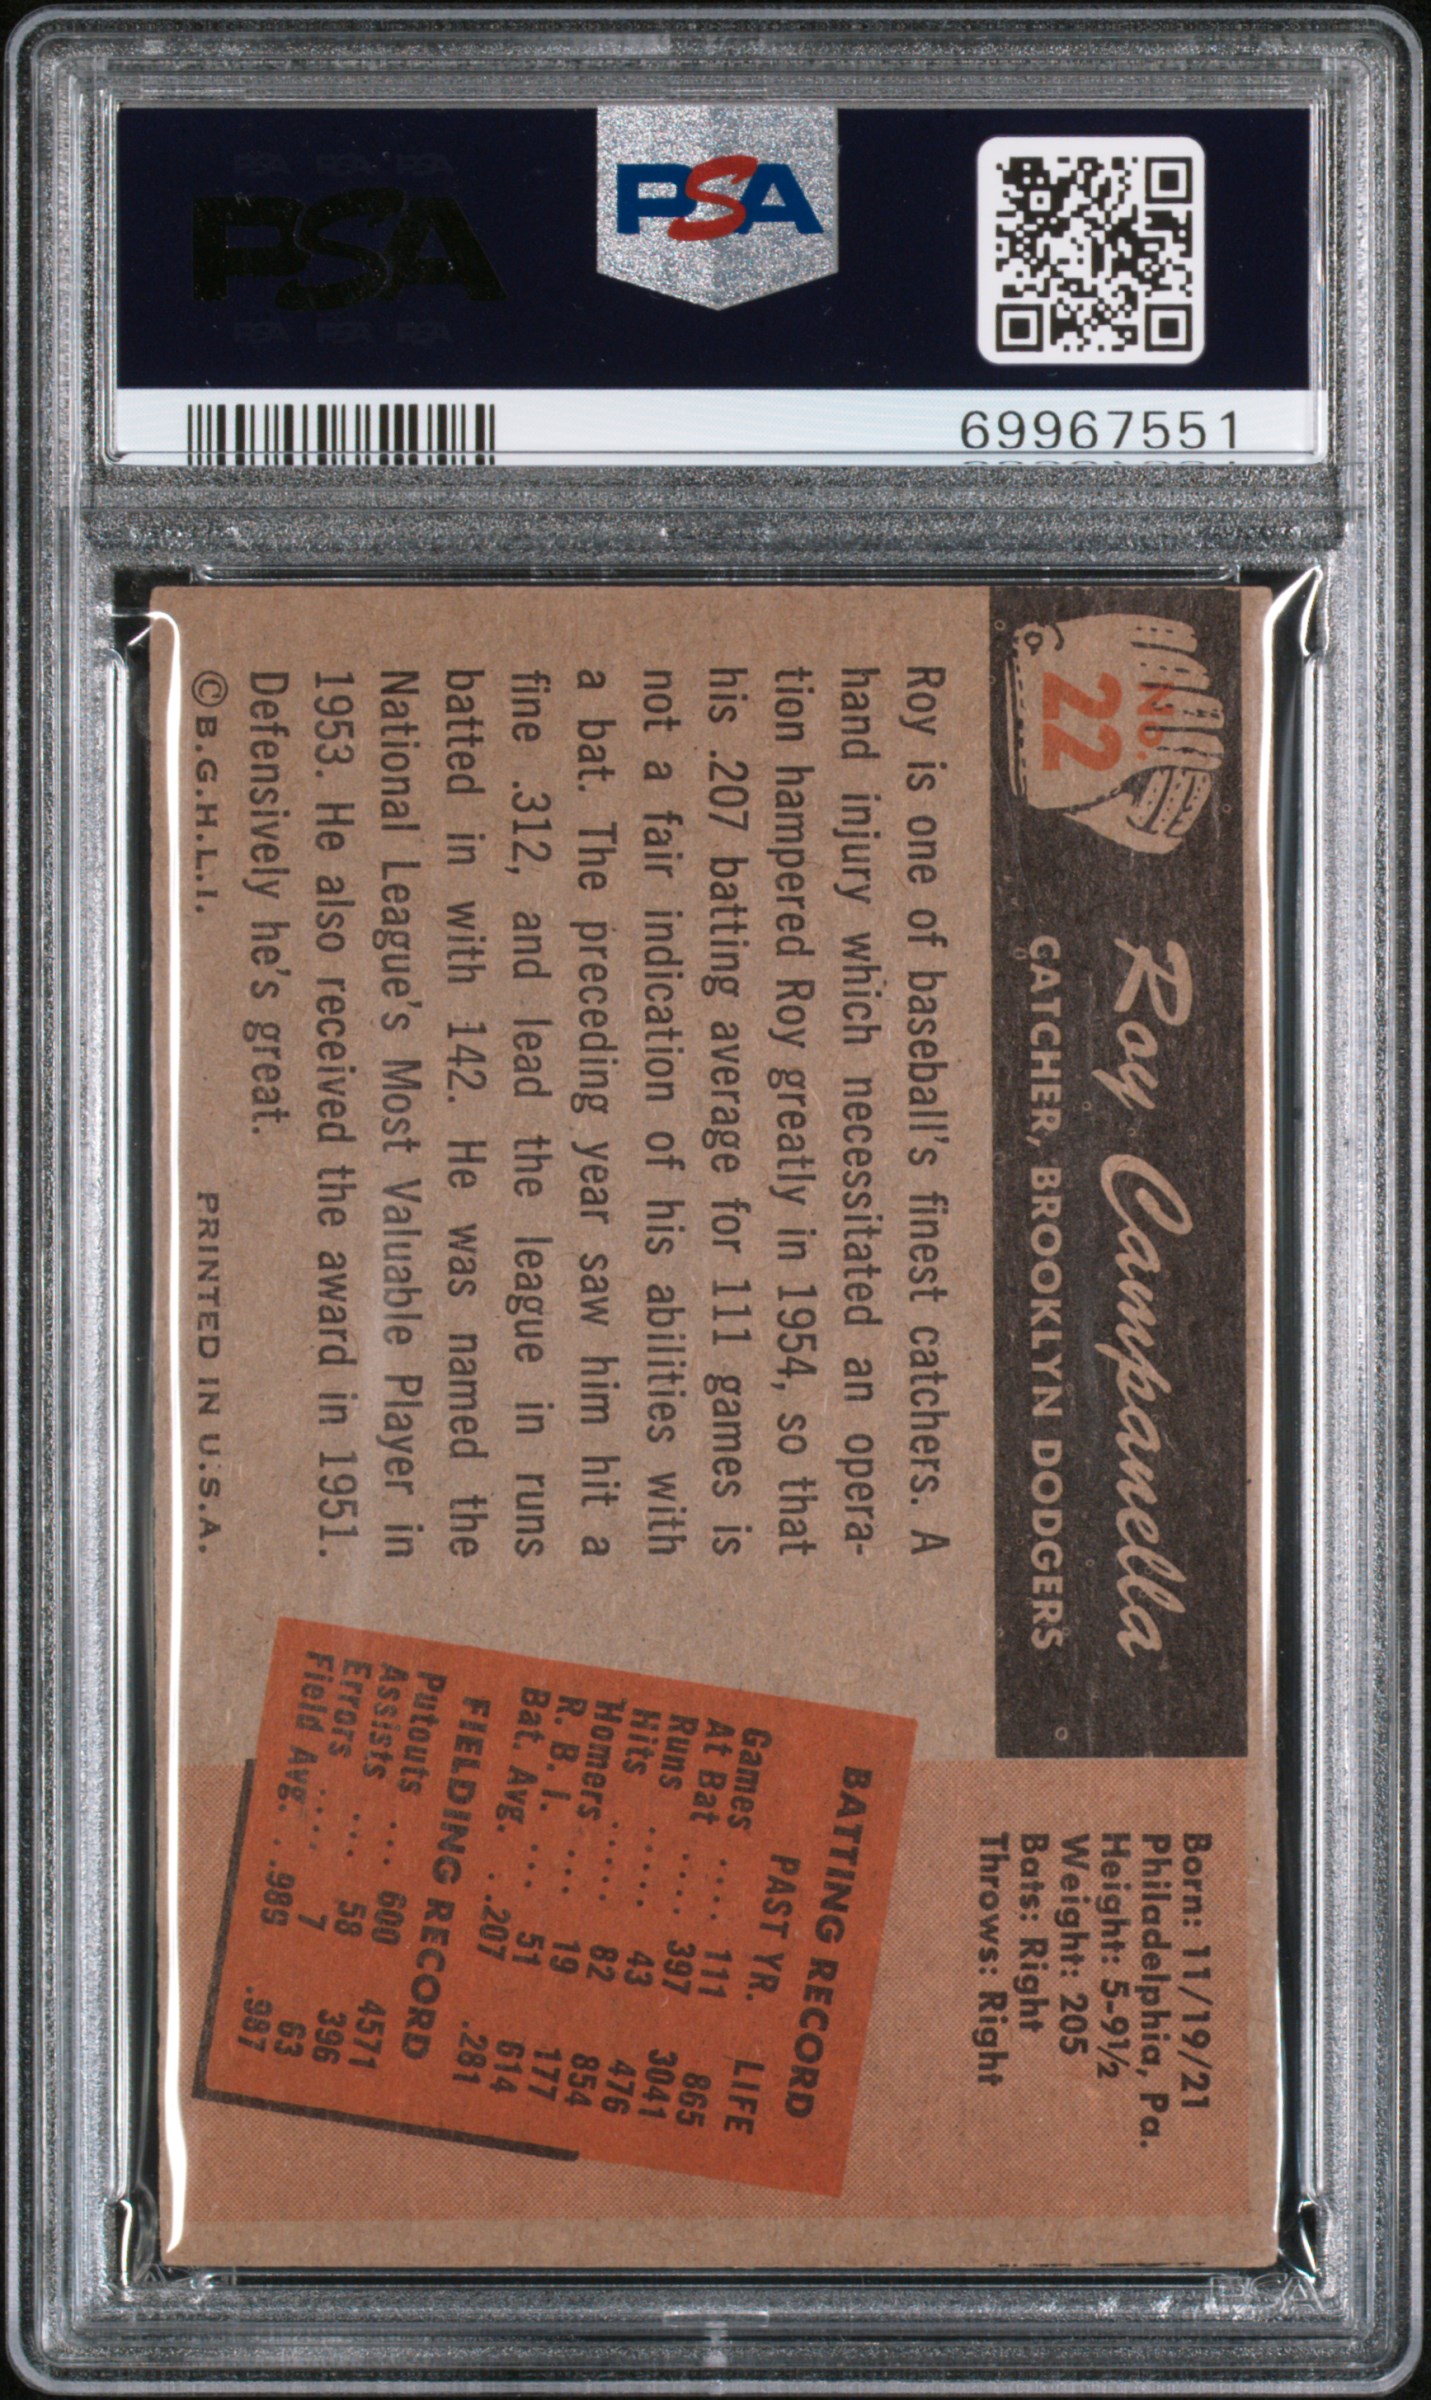 PSA
PSA
69967551
No.
22
Roy Campanella
CATCHER, BROOKLYN DODGERS
Born: 11/19/21
Philadelphia, Pa.
Height: 5-9½
Weight: 205
Bats: Right
Throws: Right
Roy is one of baseball's finest catchers. A
hand injury which necessitated an opera-
tion hampered Roy greatly in 1954, so that
his .207 batting average for 111 games is
not a fair indication of his abilities with
a bat. The preceding year saw him hit a
fine .312, and lead the league in runs
batted in with 142. He was named the
National League's Most Valuable Player in
1953. He also received the award in 1951.
Defensively he's great.
©B.G.H.L.I. PRINTED IN U.S.A.
BATTING RECORD
PAST YR. LIFE
Games .... 111 865
At Bat .... 397 3041
Runs ..... 43 476
Hits ..... 82 854
Homers .... 19 177
R. B. I. .... 51 614
Bat. Avg. . .207 .281
FIELDING RECORD
Putouts ... 600 4571
Assists ... 58 396
Errors .... 7 63
Field Avg. . .989 .987
PSA